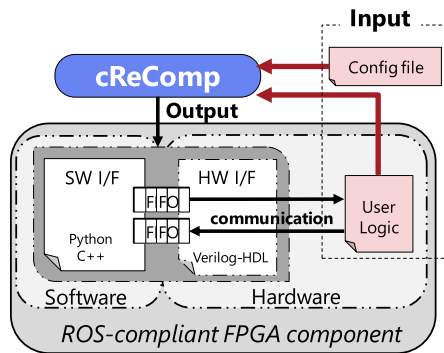 Input
cReComp
Config file
Output
SW I/F
HW I/F
FIFO
FIFO
communication
User
Logic
Python
C++
Verilog-HDL
Software
Hardware
ROS-compliant FPGA component